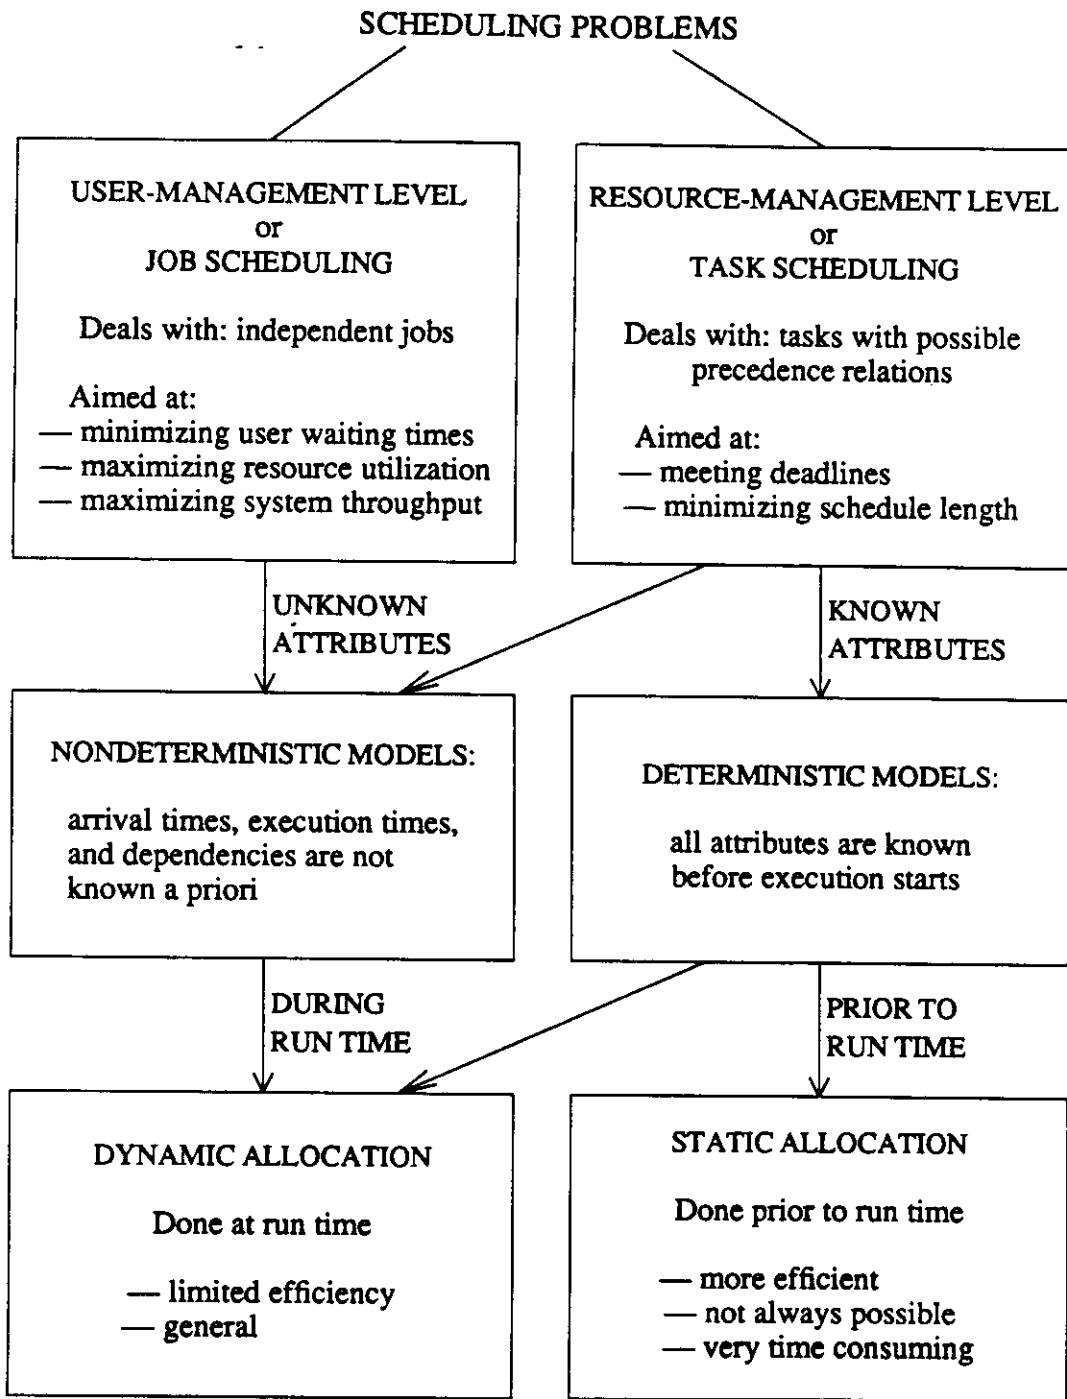 SCHEDULING PROBLEMS
USER-MANAGEMENT LEVEL
or
JOB SCHEDULING
Deals with: independent jobs
Aimed at:
— minimizing user waiting times
— maximizing resource utilization
— maximizing system throughput
RESOURCE-MANAGEMENT LEVEL
or
TASK SCHEDULING
Deals with: tasks with possible
precedence relations
Aimed at:
— meeting deadlines
— minimizing schedule length
UNKNOWN
ATTRIBUTES
KNOWN
ATTRIBUTES
NONDETERMINISTIC MODELS:
arrival times, execution times,
and dependencies are not
known a priori
DETERMINISTIC MODELS:
all attributes are known
before execution starts
DURING
RUN TIME
PRIOR TO
RUN TIME
DYNAMIC ALLOCATION
Done at run time
— limited efficiency
— general
STATIC ALLOCATION
Done prior to run time
— more efficient
— not always possible
— very time consuming